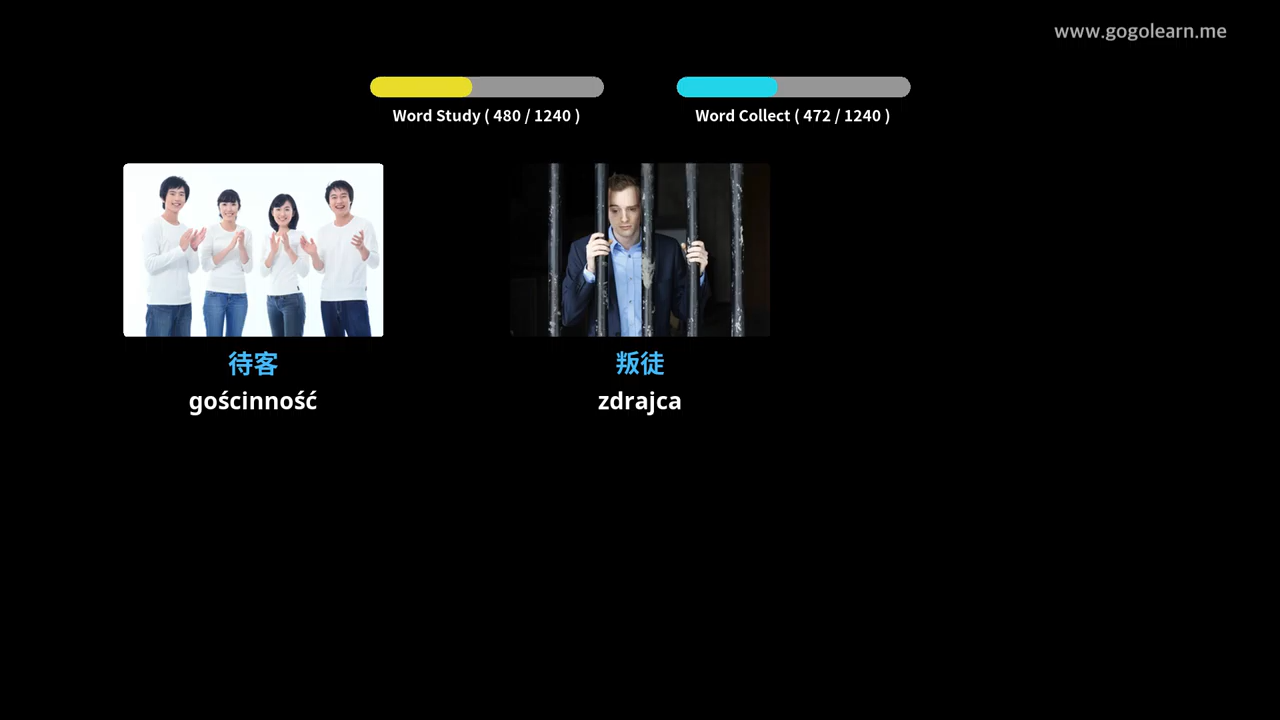 www.gogolearn.me
Word Study ( 480 / 1240 )
Word Collect ( 472 / 1240 )
待客
gościnność
叛徒
zdrajca